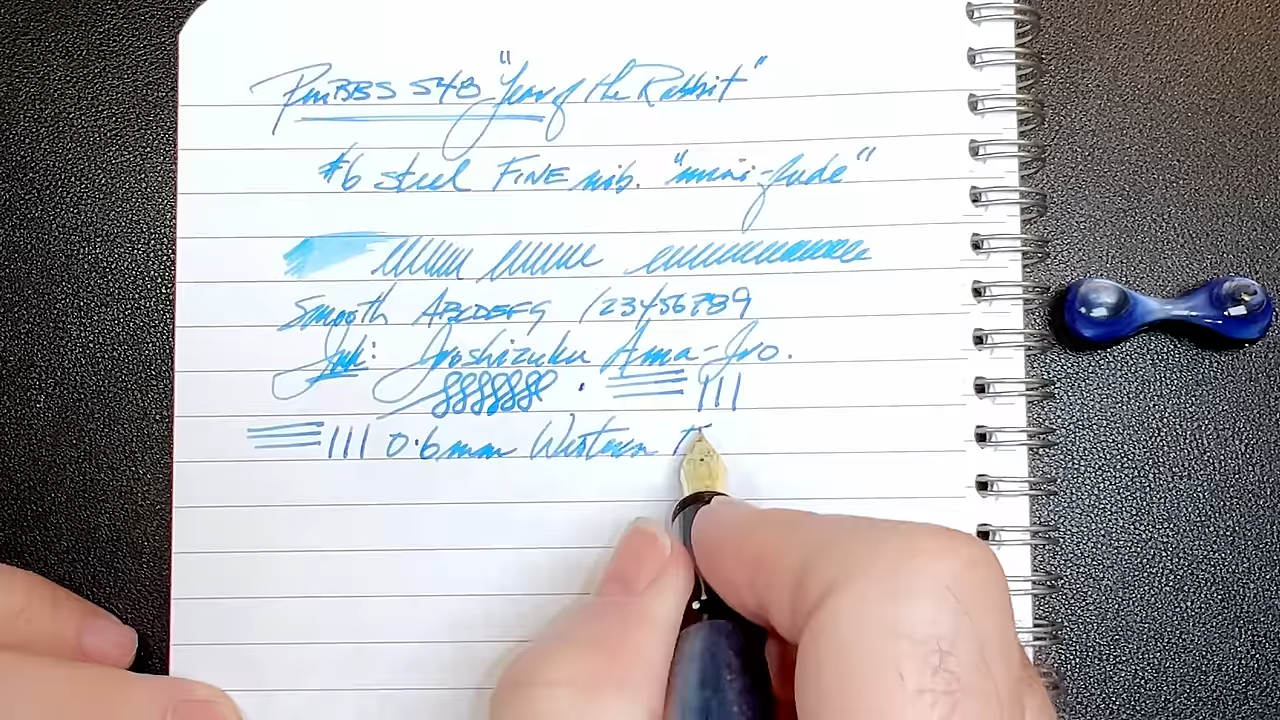 PenBBS 548 "Year of the Rabbit"
#6 steel FINE nib. "mini-fude"
Smooth ABCDEFG 123456789
Ink: Iroshizuku Ama-Iro.
0.6mm Western